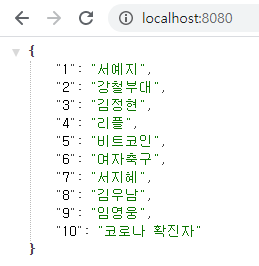 localhost:8080
{
"1": "서예지",
"2": "강철부대",
"3": "김정현",
"4": "리플",
"5": "비트코인",
"6": "여자축구",
"7": "서지혜",
"8": "김우남",
"9": "임영웅",
"10": "코로나 확진자"
}